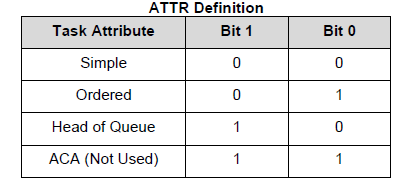 ATTR Definition
Task Attribute Bit 1 Bit 0
Simple 0 0
Ordered 0 1
Head of Queue 1 0
ACA (Not Used) 1 1